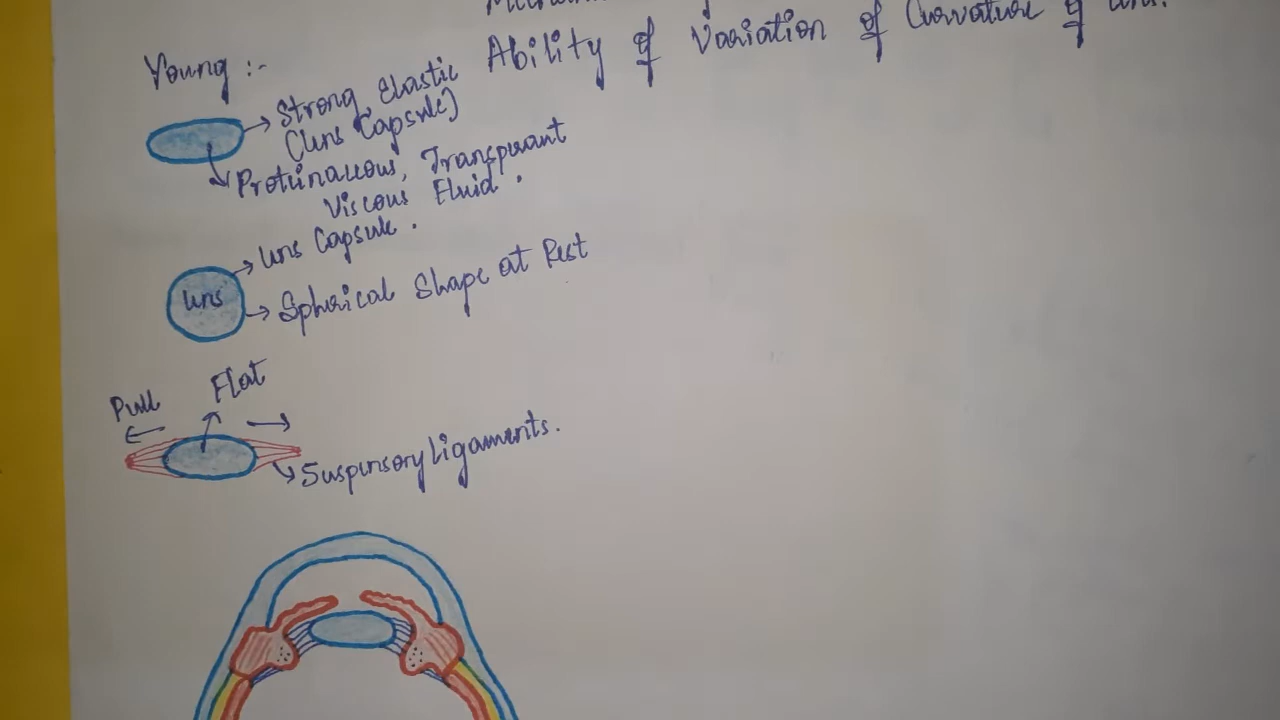 Ability of Variation of Curvature of lens.
Young :-
Strong Elastic
(Lens Capsule)
Proteinaceous, Transparent
Viscous Fluid.
Lens Capsule.
Lens
Spherical Shape at Rest
Flat
Pull
Suspensory Ligaments.